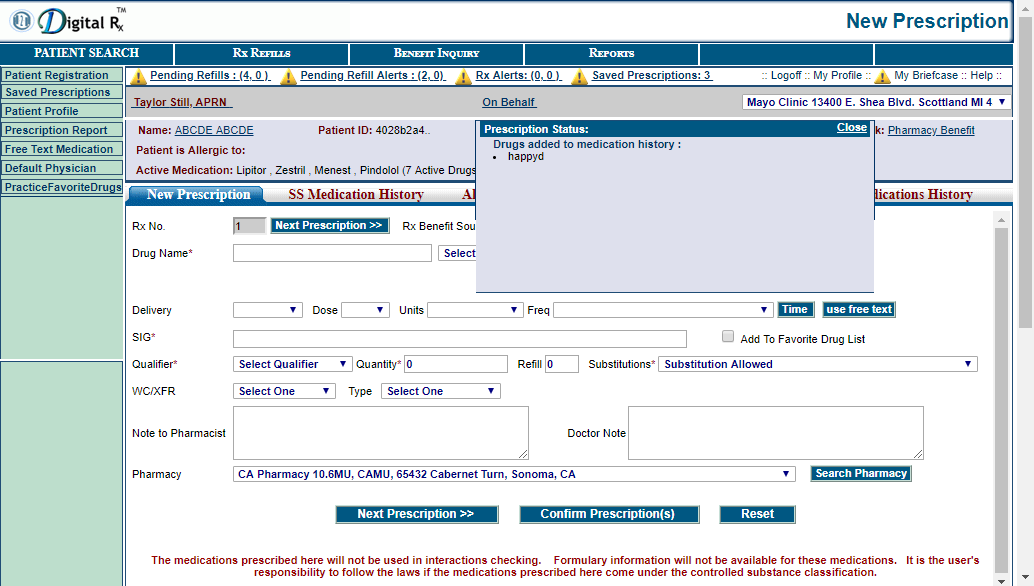 Digital Rx TM
New Prescription
PATIENT SEARCH RX REFILLS BENEFIT INQUIRY REPORTS
Patient Registration
Saved Prescriptions
Patient Profile
Prescription Report
Free Text Medication
Default Physician
PracticeFavoriteDrugs
Pending Refills : (4, 0 ) Pending Refill Alerts : (2, 0) Rx Alerts: (0, 0 ) Saved Prescriptions: 3 :: Logoff :: My Profile :: My Briefcase :: Help ::
Taylor Still, APRN On Behalf Mayo Clinic 13400 E. Shea Blvd. Scottland MI 4
Name: ABCDE ABCDE Patient ID: 4028b2a4.. k: Pharmacy Benefit
Patient is Allergic to:
Active Medication: Lipitor , Zestril , Menest , Pindolol (7 Active Drugs
Prescription Status: Close
Drugs added to medication history :
• happyd
New Prescription SS Medication History Al dications History
Rx No. 1 Next Prescription >> Rx Benefit Sou
Drug Name* Select
Delivery Dose Units Freq Time use free text
SIG* Add To Favorite Drug List
Qualifier* Select Qualifier Quantity* 0 Refill 0 Substitutions* Substitution Allowed
WC/XFR Select One Type Select One
Note to Pharmacist Doctor Note
Pharmacy CA Pharmacy 10.6MU, CAMU, 65432 Cabernet Turn, Sonoma, CA Search Pharmacy
Next Prescription >> Confirm Prescription(s) Reset
The medications prescribed here will not be used in interactions checking. Formulary information will not be available for these medications. It is the user's
responsibility to follow the laws if the medications prescribed here come under the controlled substance classification.